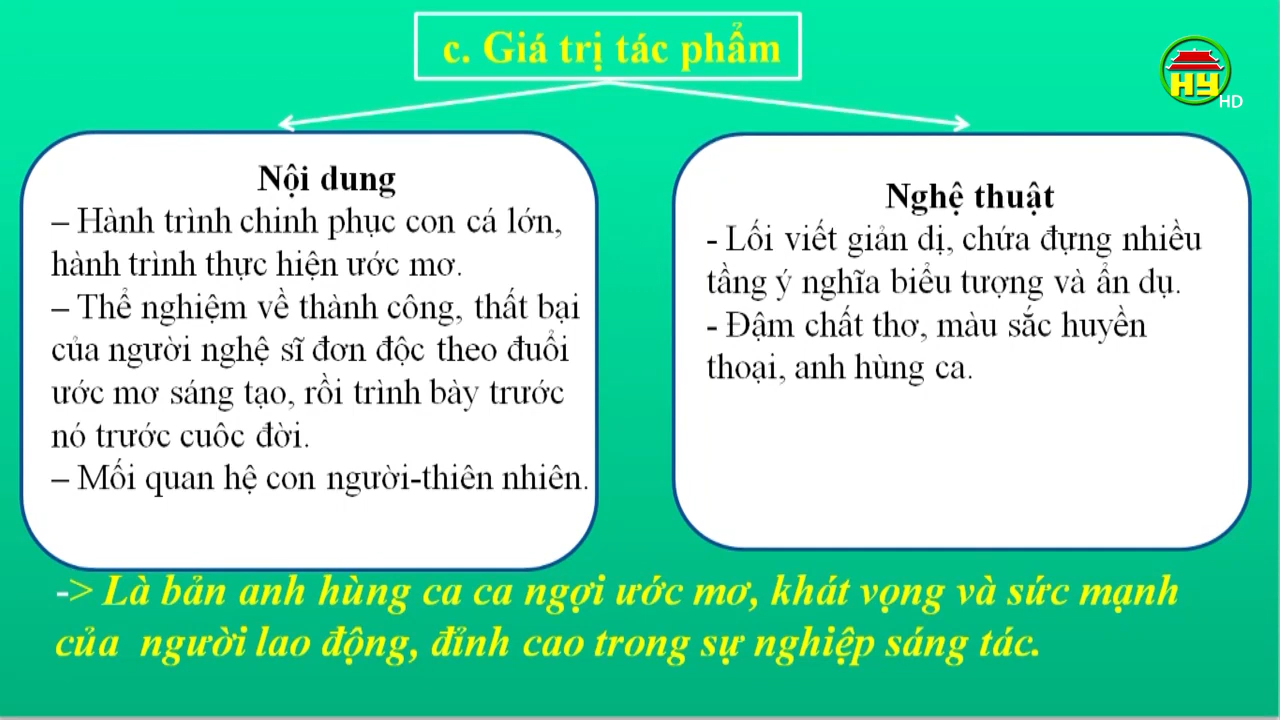 c. Giá trị tác phẩm
HY
HD
Nội dung
– Hành trình chinh phục con cá lớn,
hành trình thực hiện ước mơ.
– Thể nghiệm về thành công, thất bại
của người nghệ sĩ đơn độc theo đuổi
ước mơ sáng tạo, rồi trình bày trước
nó trước cuôc đời.
– Mối quan hệ con người-thiên nhiên.
Nghệ thuật
- Lối viết giản dị, chứa đựng nhiều
tầng ý nghĩa biểu tượng và ẩn dụ.
- Đậm chất thơ, màu sắc huyền
thoại, anh hùng ca.
-> Là bản anh hùng ca ca ngợi ước mơ, khát vọng và sức mạnh
của người lao động, đỉnh cao trong sự nghiệp sáng tác.